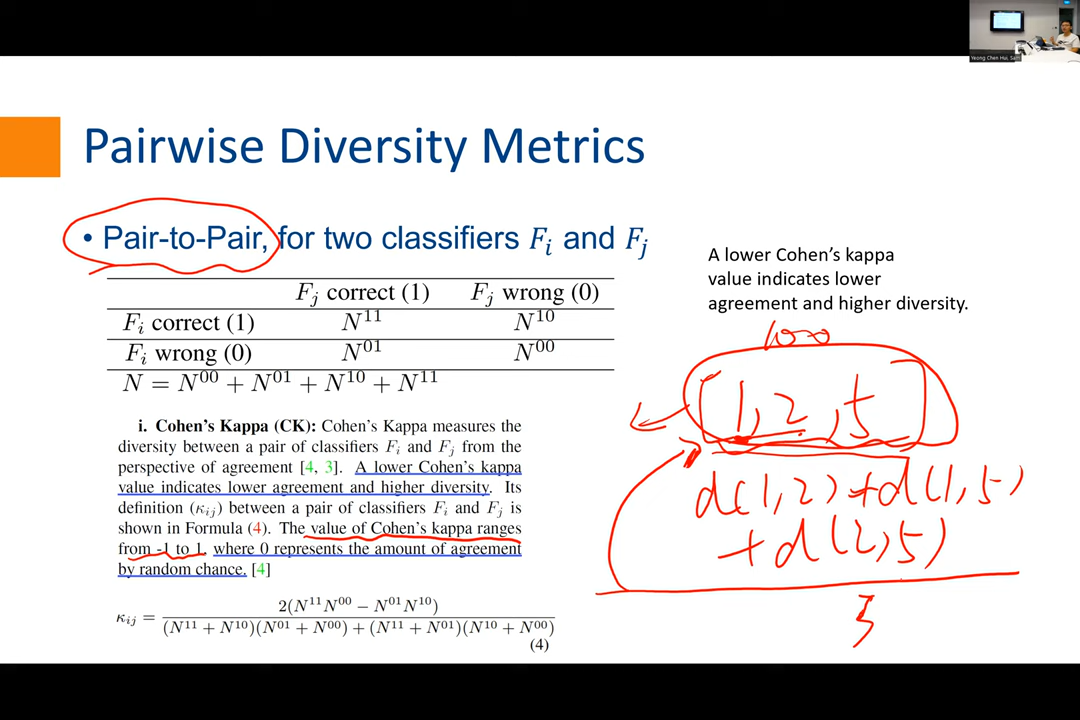 Yeong Chen Hui, Sam
Pairwise Diversity Metrics
• Pair-to-Pair, for two classifiers Fᵢ and Fⱼ
A lower Cohen's kappa
value indicates lower
agreement and higher diversity.
Fⱼ correct (1) Fⱼ wrong (0)
Fᵢ correct (1) N¹¹ N¹⁰
Fᵢ wrong (0) N⁰¹ N⁰⁰
N = N⁰⁰ + N⁰¹ + N¹⁰ + N¹¹
i. Cohen's Kappa (CK): Cohen's Kappa measures the
diversity between a pair of classifiers Fᵢ and Fⱼ from the
perspective of agreement [4, 3]. A lower Cohen's kappa
value indicates lower agreement and higher diversity. Its
definition (κᵢⱼ) between a pair of classifiers Fᵢ and Fⱼ is
shown in Formula (4). The value of Cohen's kappa ranges
from -1 to 1, where 0 represents the amount of agreement
by random chance. [4]
κᵢⱼ = 2(N¹¹N⁰⁰ − N⁰¹N¹⁰) / (N¹¹ + N¹⁰)(N⁰¹ + N⁰⁰) + (N¹¹ + N⁰¹)(N¹⁰ + N⁰⁰)
(4)
100
[1, 2, 5]
d(1,2) + d(1,5)
+ d(2,5)
3